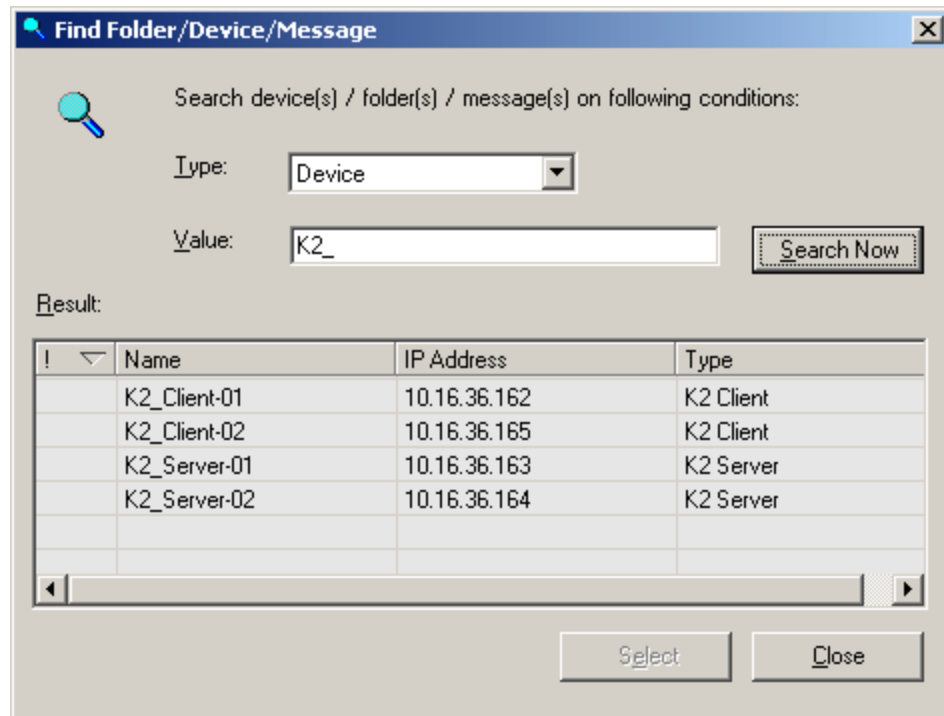 Find Folder/Device/Message
Search device(s) / folder(s) / message(s) on following conditions:
Type: Device
Value: K2_ Search Now
Result:
! Name IP Address Type
K2_Client-01 10.16.36.162 K2 Client
K2_Client-02 10.16.36.165 K2 Client
K2_Server-01 10.16.36.163 K2 Server
K2_Server-02 10.16.36.164 K2 Server
Select Close